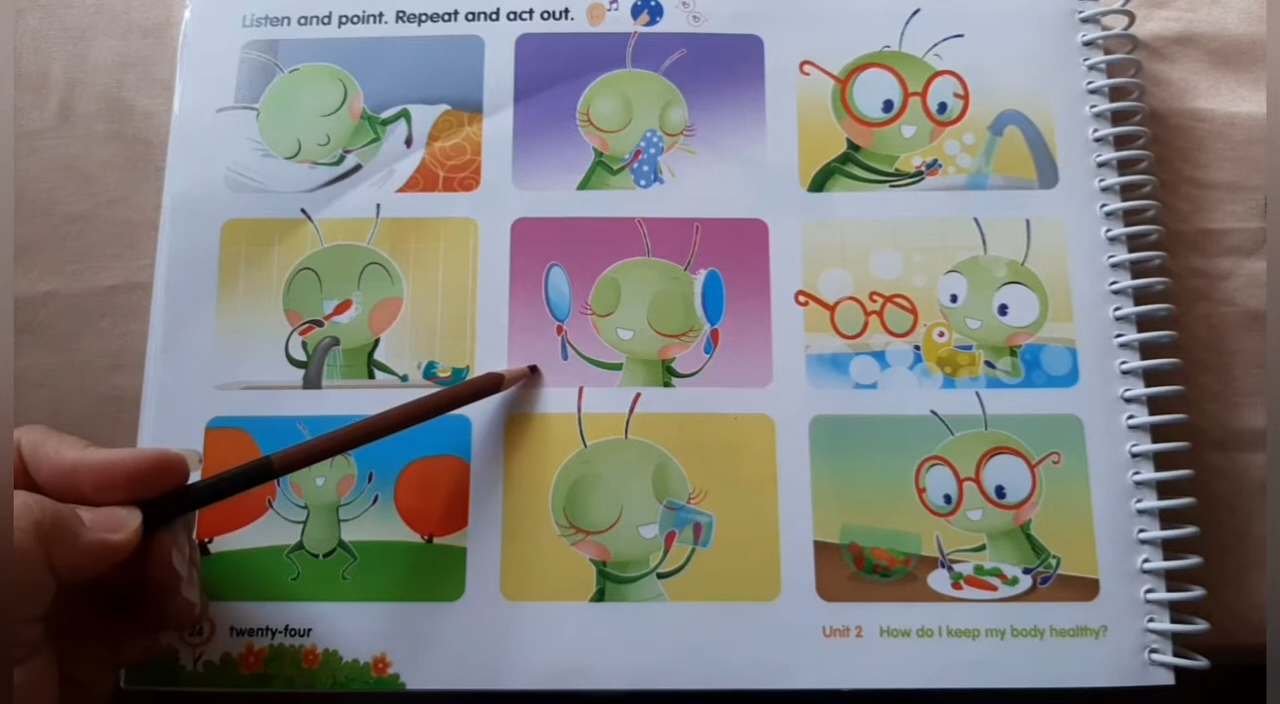 Listen and point. Repeat and act out.
24 twenty-four
Unit 2 How do I keep my body healthy?